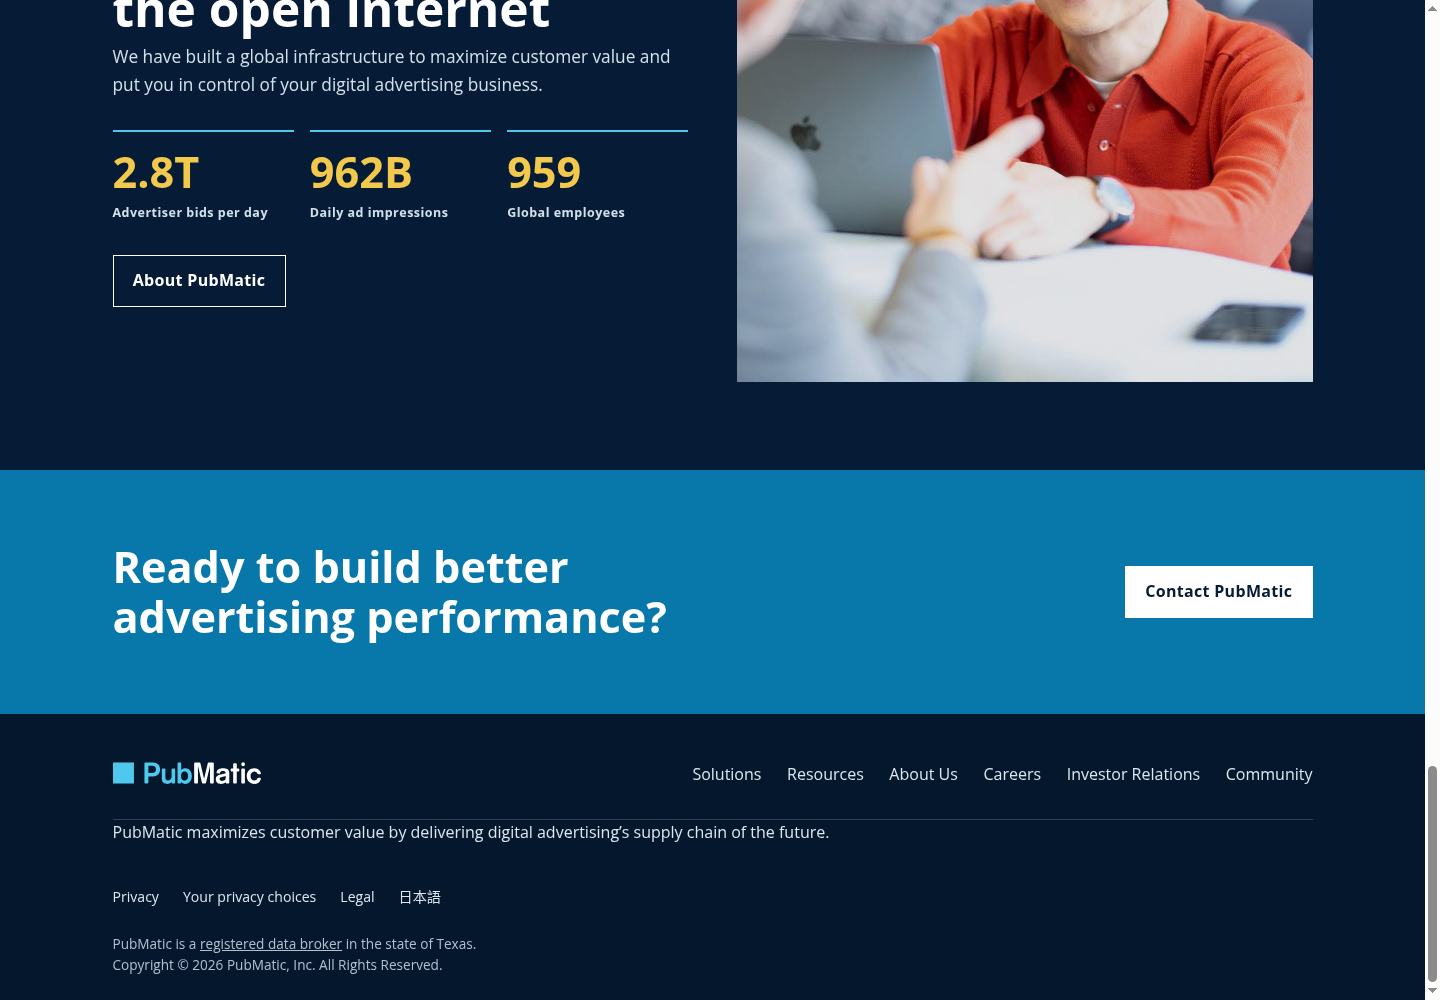 the open internet
We have built a global infrastructure to maximize customer value and
put you in control of your digital advertising business.
2.8T
962B
959
Advertiser bids per day
Daily ad impressions
Global employees
About PubMatic
Ready to build better
advertising performance?
Contact PubMatic
PubMatic
Solutions
Resources
About Us
Careers
Investor Relations
Community
PubMatic maximizes customer value by delivering digital advertising’s supply chain of the future.
Privacy
Your privacy choices
Legal
日本語
PubMatic is a registered data broker in the state of Texas.
Copyright © 2026 PubMatic, Inc. All Rights Reserved.